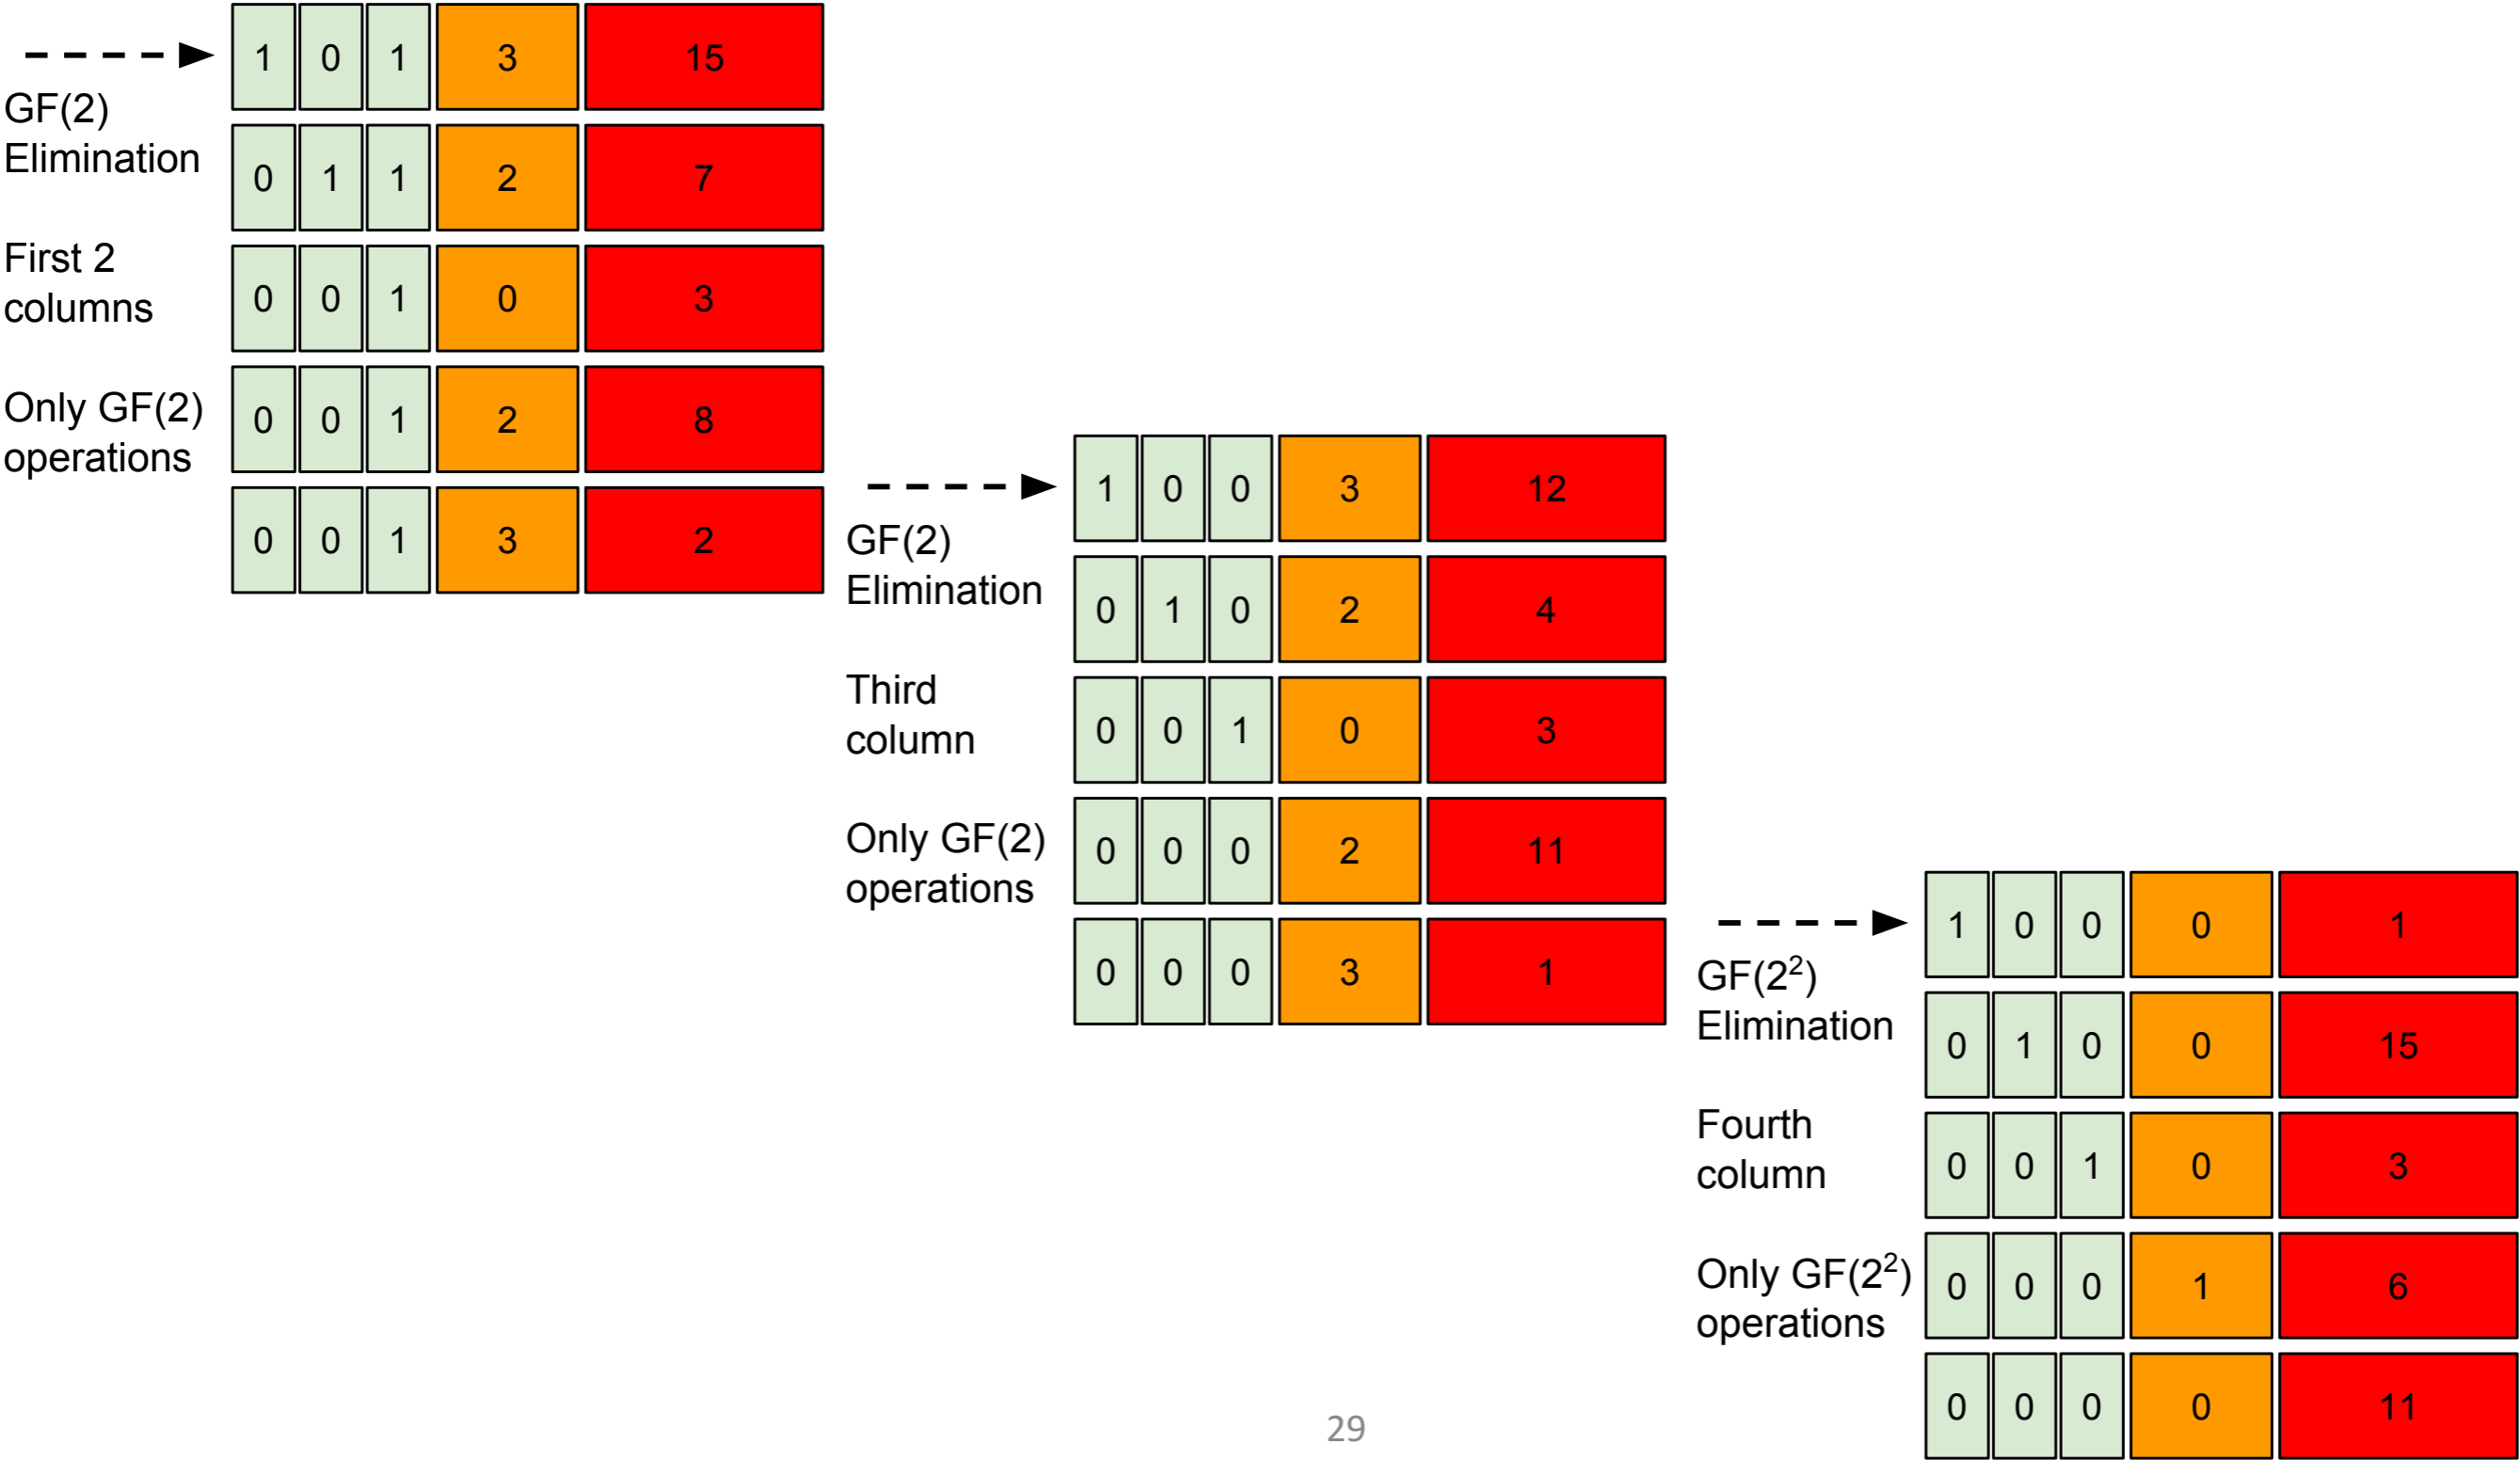 1 0 1 3 15
GF(2)
Elimination
0 1 1 2 7
First 2
columns
0 0 1 0 3
Only GF(2)
operations
0 0 1 2 8
0 0 1 3 2
1 0 0 3 12
GF(2)
Elimination
0 1 0 2 4
Third
column
0 0 1 0 3
Only GF(2)
operations
0 0 0 2 11
0 0 0 3 1
1 0 0 0 1
GF(2²)
Elimination
0 1 0 0 15
Fourth
column
0 0 1 0 3
Only GF(2²)
operations
0 0 0 1 6
0 0 0 0 11
29